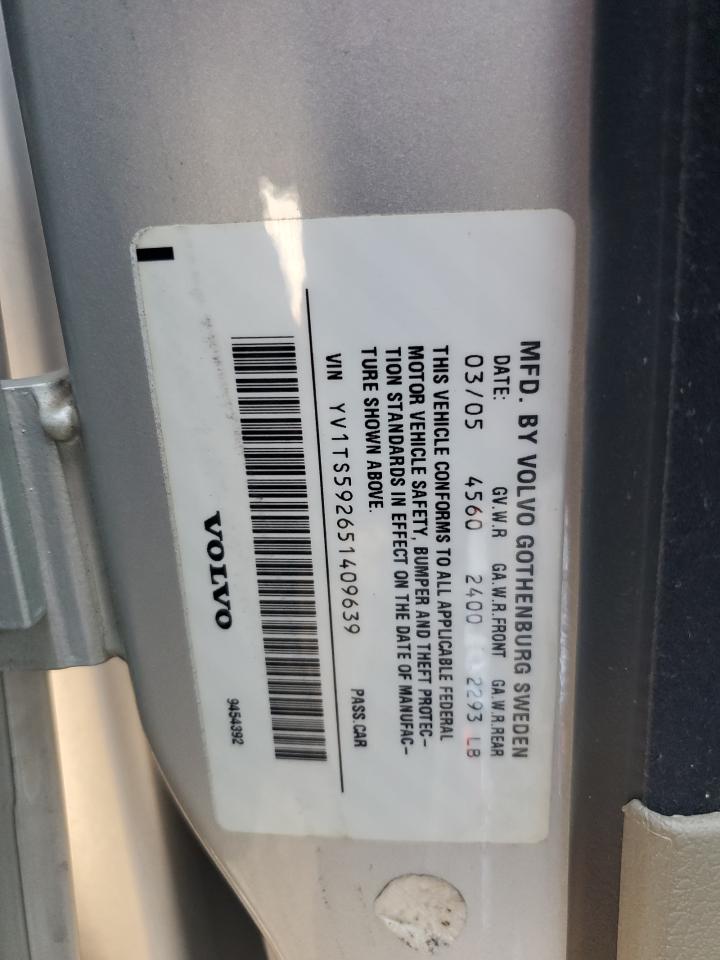 MFD. BY VOLVO GOTHENBURG SWEDEN
DATE: GV.W.R GA.W.R.FRONT GA.W.R.REAR
03/05 4560 2400 2293 LB
THIS VEHICLE CONFORMS TO ALL APPLICABLE FEDERAL
MOTOR VEHICLE SAFETY, BUMPER AND THEFT PROTEC-
TION STANDARDS IN EFFECT ON THE DATE OF MANUFAC-
TURE SHOWN ABOVE.
VIN YV1TS592651409639 PASS.CAR
VOLVO
9454392